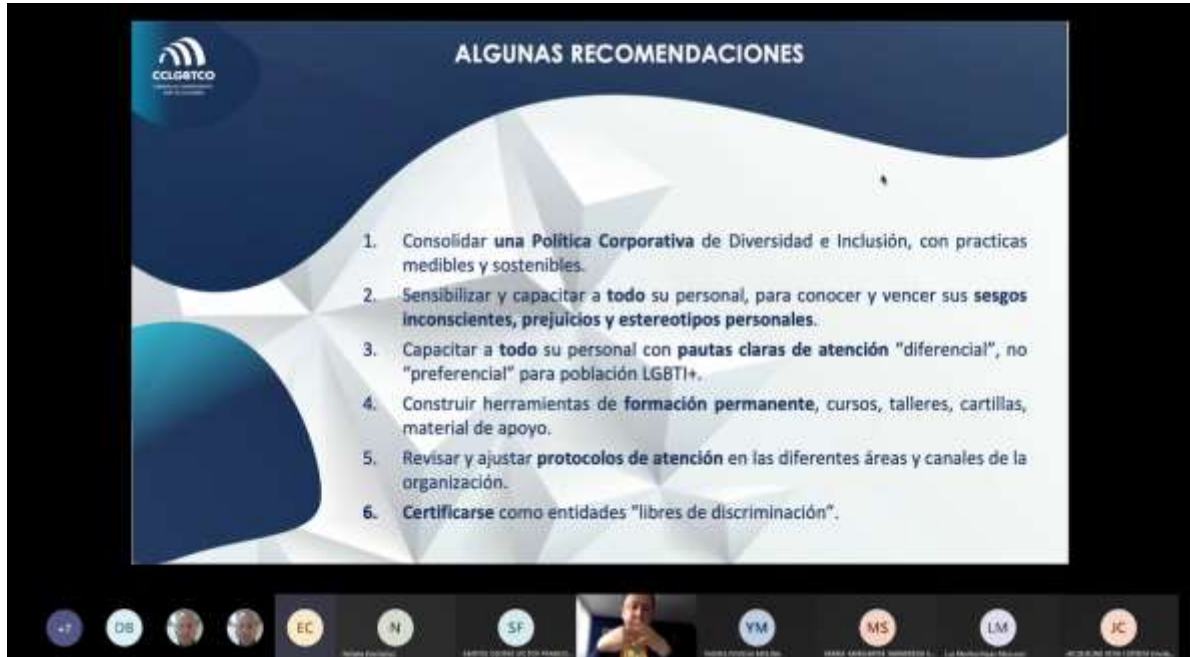 CCLGBTCO
ALGUNAS RECOMENDACIONES
1. Consolidar una Política Corporativa de Diversidad e Inclusión, con practicas
medibles y sostenibles.
2. Sensibilizar y capacitar a todo su personal, para conocer y vencer sus sesgos
inconscientes, prejuicios y estereotipos personales.
3. Capacitar a todo su personal con pautas claras de atención "diferencial", no
"preferencial" para población LGBTI+.
4. Construir herramientas de formación permanente, cursos, talleres, cartillas,
material de apoyo.
5. Revisar y ajustar protocolos de atención en las diferentes áreas y canales de la
organización.
6. Certificarse como entidades "libres de discriminación".
+7 DB EC N SF YM MS LM JC